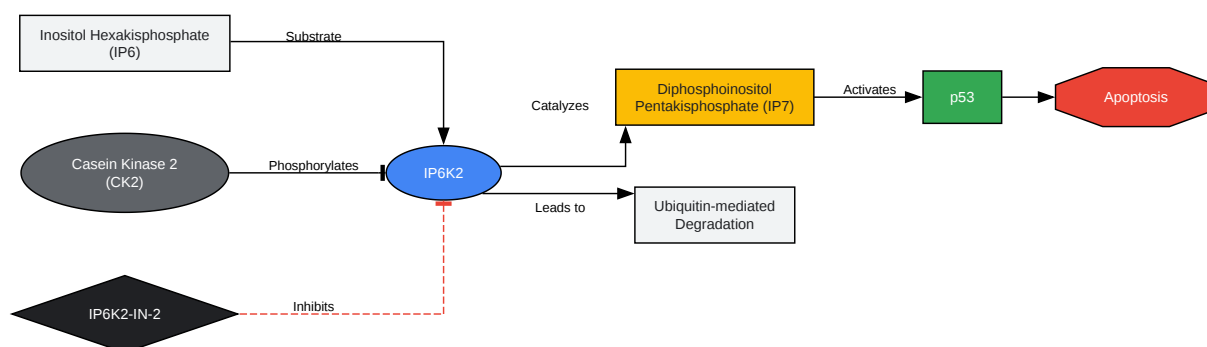 Inositol Hexakisphosphate
(IP6)
Substrate
Casein Kinase 2
(CK2)
Phosphorylates
IP6K2
IP6K2-IN-2
Inhibits
Catalyzes
Leads to
Diphosphoinositol
Pentakisphosphate (IP7)
Ubiquitin-mediated
Degradation
Activates
p53
Apoptosis